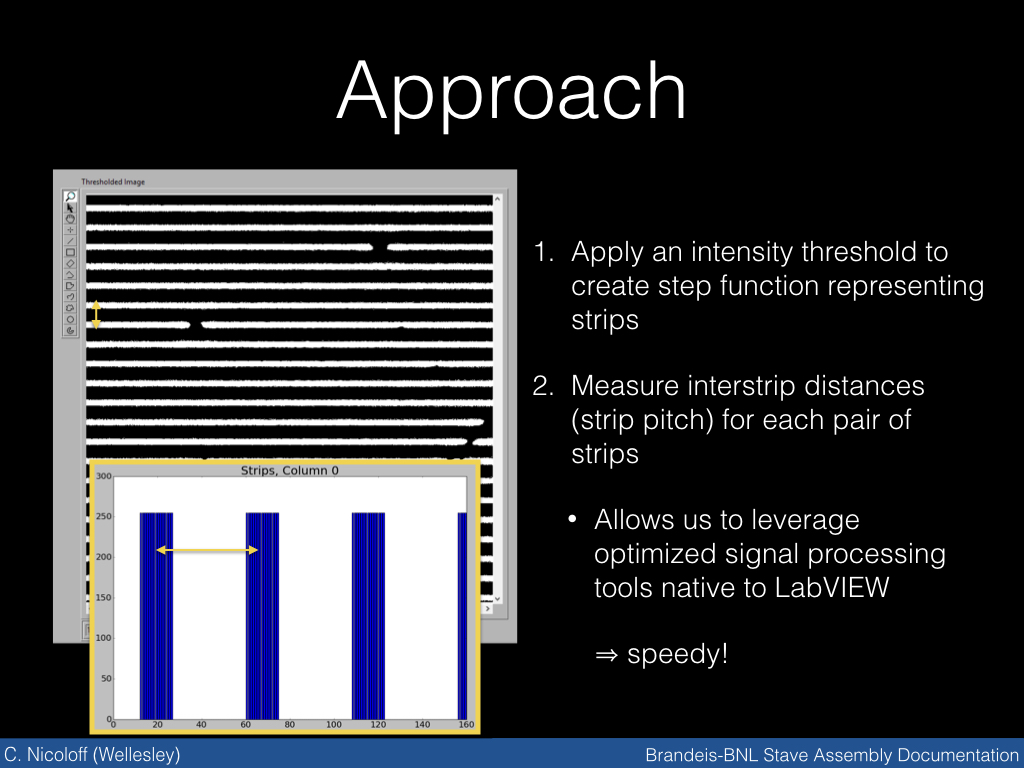 Approach
Thresholded Image
1. Apply an intensity threshold to
create step function representing
strips
2. Measure interstrip distances
(strip pitch) for each pair of
strips
• Allows us to leverage
optimized signal processing
tools native to LabVIEW
⇒ speedy!
Strips, Column 0
300
250
200
150
100
50
0
0 20 40 60 80 100 120 140 160
C. Nicoloff (Wellesley)
Brandeis-BNL Stave Assembly Documentation